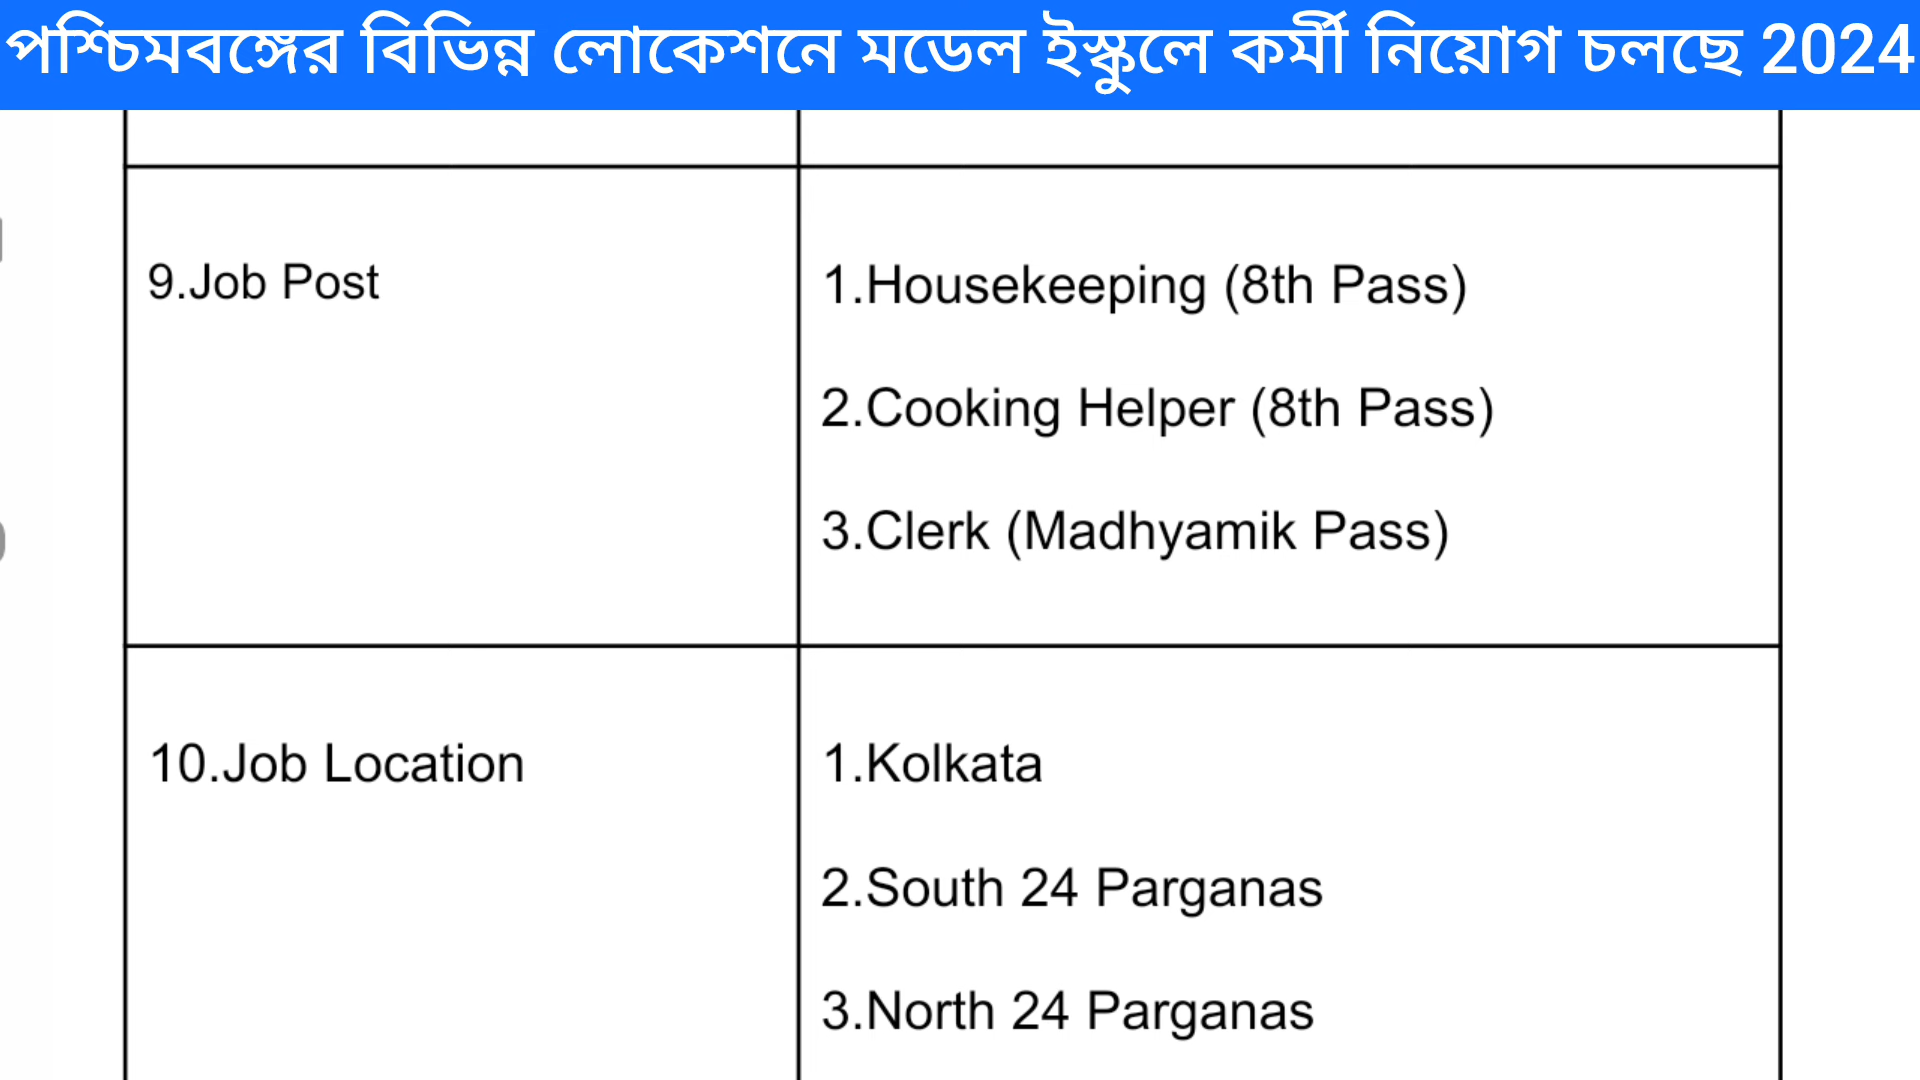 পশ্চিমবঙ্গের বিভিন্ন লোকেশনে মডেল ইস্কুলে কর্মী নিয়োগ চলছে 2024
9.Job Post
1.Housekeeping (8th Pass)
2.Cooking Helper (8th Pass)
3.Clerk (Madhyamik Pass)
10.Job Location
1.Kolkata
2.South 24 Parganas
3.North 24 Parganas